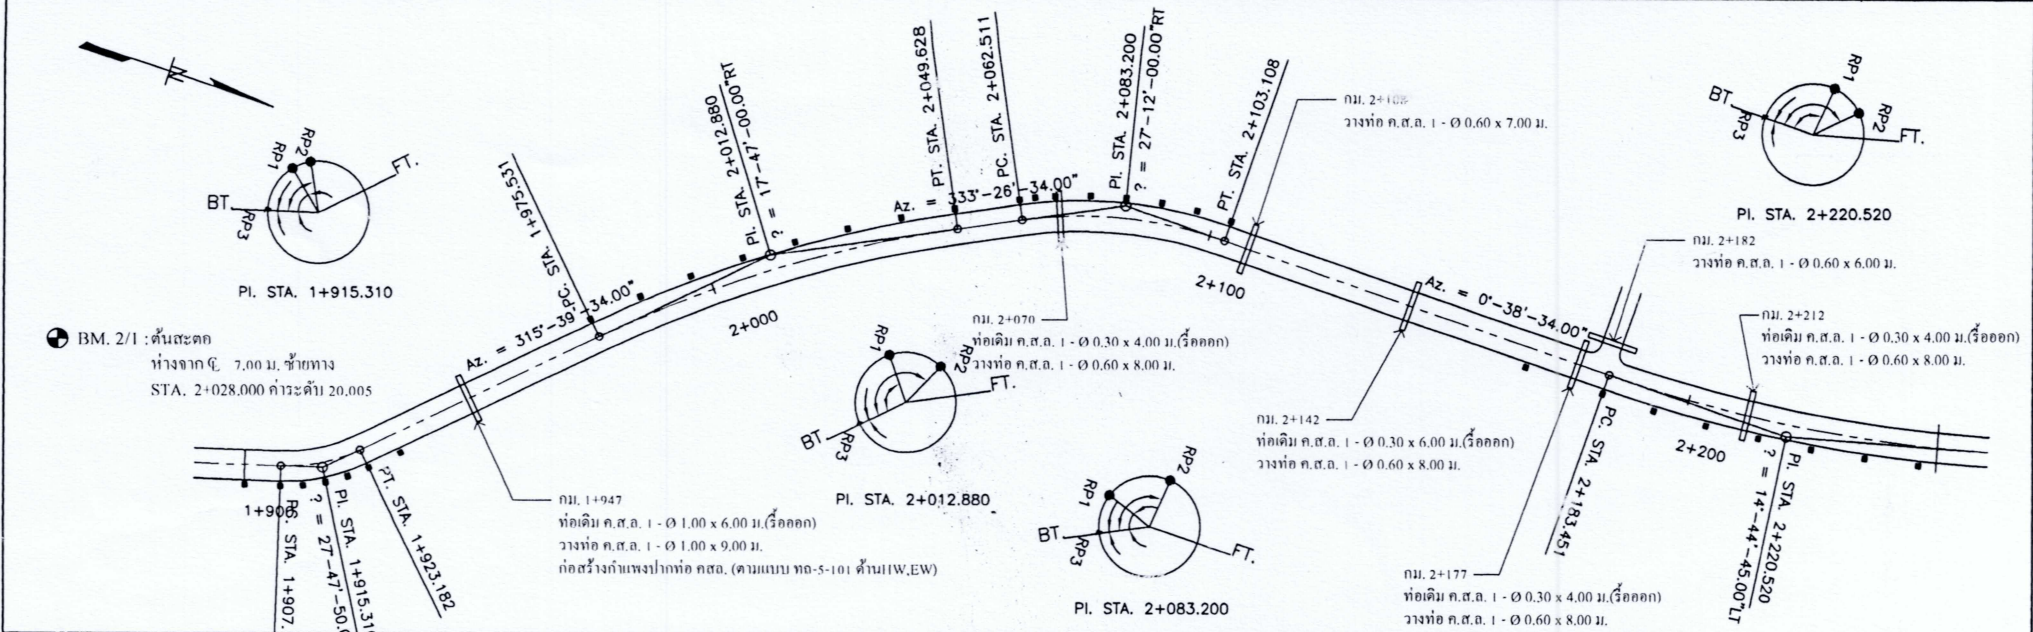 N
RP1
RP2
BT
FT.
RP3
PI. STA. 1+915.310
BM. 2/1 : ต้นสะตอ
ห่างจาก ℄ 7.00 ม. ซ้ายทาง
STA. 2+028.000 ค่าระดับ 20.005
1+900
PC. STA. 1+907.
PI. STA. 1+915.310
? = 27°-47'-50.0
PT. STA. 1+923.182
Az. = 315°-39'-34.00"
กม. 1+947
ท่อเดิม ค.ส.ล. 1 - Ø 1.00 x 6.00 ม.(รื้อออก)
วางท่อ ค.ส.ล. 1 - Ø 1.00 x 9.00 ม.
ก่อสร้างกำแพงปากท่อ คสล. (ตามแบบ ทถ-5-101 ด้านHW,EW)
PC. STA. 1+975.531
2+000
PI. STA. 2+012.880
? = 17°-47'-00.00"RT
Az. = 333°-26'-34.00"
PT. STA. 2+049.628
PC. STA. 2+062.511
RP1
RP2
BT
FT.
RP3
PI. STA. 2+012.880
กม. 2+070
ท่อเดิม ค.ส.ล. 1 - Ø 0.30 x 4.00 ม.(รื้อออก)
วางท่อ ค.ส.ล. 1 - Ø 0.60 x 8.00 ม.
PI. STA. 2+083.200
? = 27°-12'-00.00"RT
PT. STA. 2+103.108
RP1
RP2
BT
FT.
RP3
PI. STA. 2+083.200
2+100
กม. 2+108
วางท่อ ค.ส.ล. 1 - Ø 0.60 x 7.00 ม.
กม. 2+142
ท่อเดิม ค.ส.ล. 1 - Ø 0.30 x 6.00 ม.(รื้อออก)
วางท่อ ค.ส.ล. 1 - Ø 0.60 x 8.00 ม.
Az. = 0°-38'-34.00"
กม. 2+177
ท่อเดิม ค.ส.ล. 1 - Ø 0.30 x 4.00 ม.(รื้อออก)
วางท่อ ค.ส.ล. 1 - Ø 0.60 x 8.00 ม.
กม. 2+182
วางท่อ ค.ส.ล. 1 - Ø 0.60 x 6.00 ม.
PC. STA. 2+183.451
2+200
กม. 2+212
ท่อเดิม ค.ส.ล. 1 - Ø 0.30 x 4.00 ม.(รื้อออก)
วางท่อ ค.ส.ล. 1 - Ø 0.60 x 8.00 ม.
PI. STA. 2+220.520
? = 14°-44'-45.00"LT
RP1
RP2
BT
FT.
RP3
PI. STA. 2+220.520